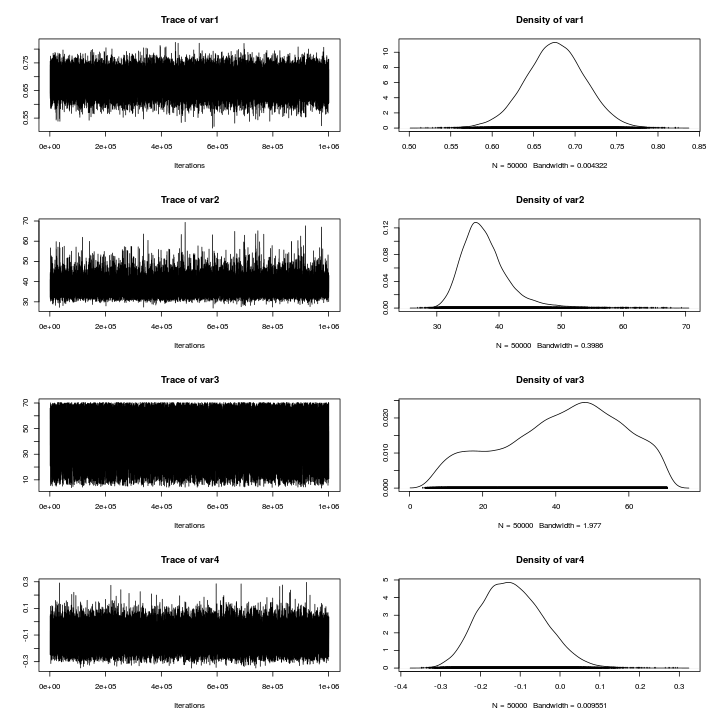 Trace of var1
0.55 0.65 0.75
0e+00 2e+05 4e+05 6e+05 8e+05 1e+06
Iterations
Density of var1
0 2 4 6 8 10
0.50 0.55 0.60 0.65 0.70 0.75 0.80 0.85
N = 50000 Bandwidth = 0.004322
Trace of var2
30 40 50 60 70
0e+00 2e+05 4e+05 6e+05 8e+05 1e+06
Iterations
Density of var2
0.00 0.04 0.08 0.12
30 40 50 60 70
N = 50000 Bandwidth = 0.3986
Trace of var3
10 30 50 70
0e+00 2e+05 4e+05 6e+05 8e+05 1e+06
Iterations
Density of var3
0.000 0.010 0.020
0 20 40 60
N = 50000 Bandwidth = 1.977
Trace of var4
-0.3 -0.1 0.1 0.3
0e+00 2e+05 4e+05 6e+05 8e+05 1e+06
Iterations
Density of var4
0 1 2 3 4 5
-0.4 -0.3 -0.2 -0.1 0.0 0.1 0.2 0.3
N = 50000 Bandwidth = 0.009551